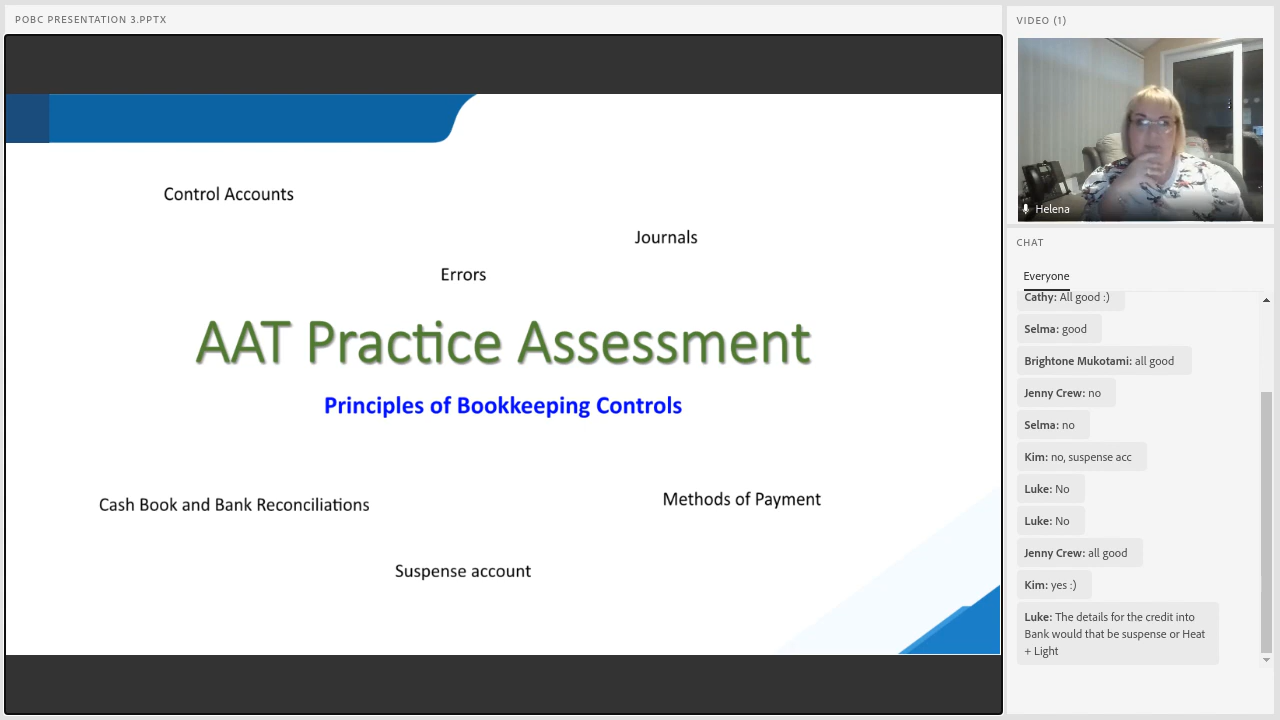 POBC PRESENTATION 3.PPTX
Control Accounts
Journals
Errors
AAT Practice Assessment
Principles of Bookkeeping Controls
Cash Book and Bank Reconciliations
Methods of Payment
Suspense account
VIDEO (1)
Helena
CHAT
Everyone
Cathy: All good :)
Selma: good
Brightone Mukotami: all good
Jenny Crew: no
Selma: no
Kim: no, suspense acc
Luke: No
Luke: No
Jenny Crew: all good
Kim: yes :)
Luke: The details for the credit into
Bank would that be suspense or Heat
+ Light